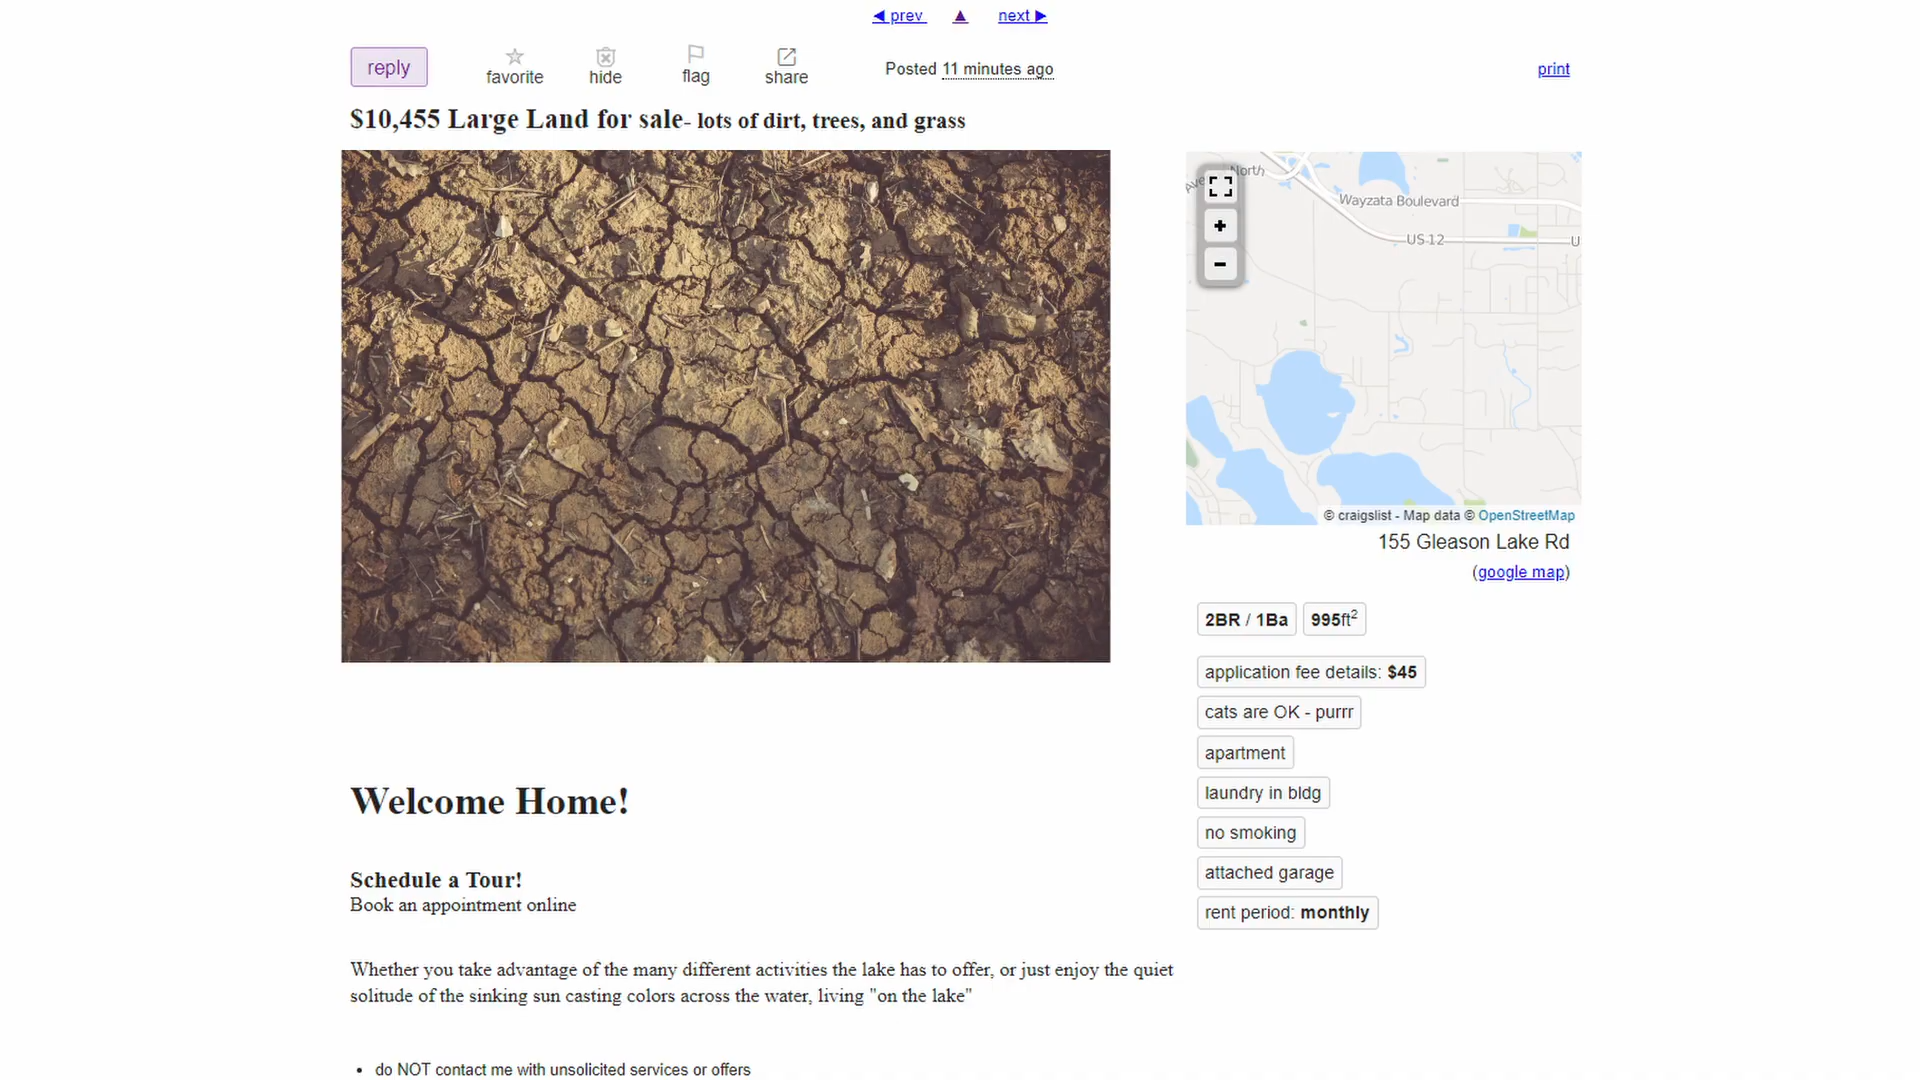 ◀ prev ▲ next ▶
reply
favorite
hide
flag
share
Posted 11 minutes ago
print
$10,455 Large Land for sale- lots of dirt, trees, and grass
North
Ave
Wayzata Boulevard
US 12
U
+
−
© craigslist - Map data © OpenStreetMap
155 Gleason Lake Rd
(google map)
2BR / 1Ba
995ft²
application fee details: $45
cats are OK - purrr
apartment
laundry in bldg
no smoking
attached garage
rent period: monthly
Welcome Home!
Schedule a Tour!
Book an appointment online
Whether you take advantage of the many different activities the lake has to offer, or just enjoy the quiet
solitude of the sinking sun casting colors across the water, living "on the lake"
• do NOT contact me with unsolicited services or offers